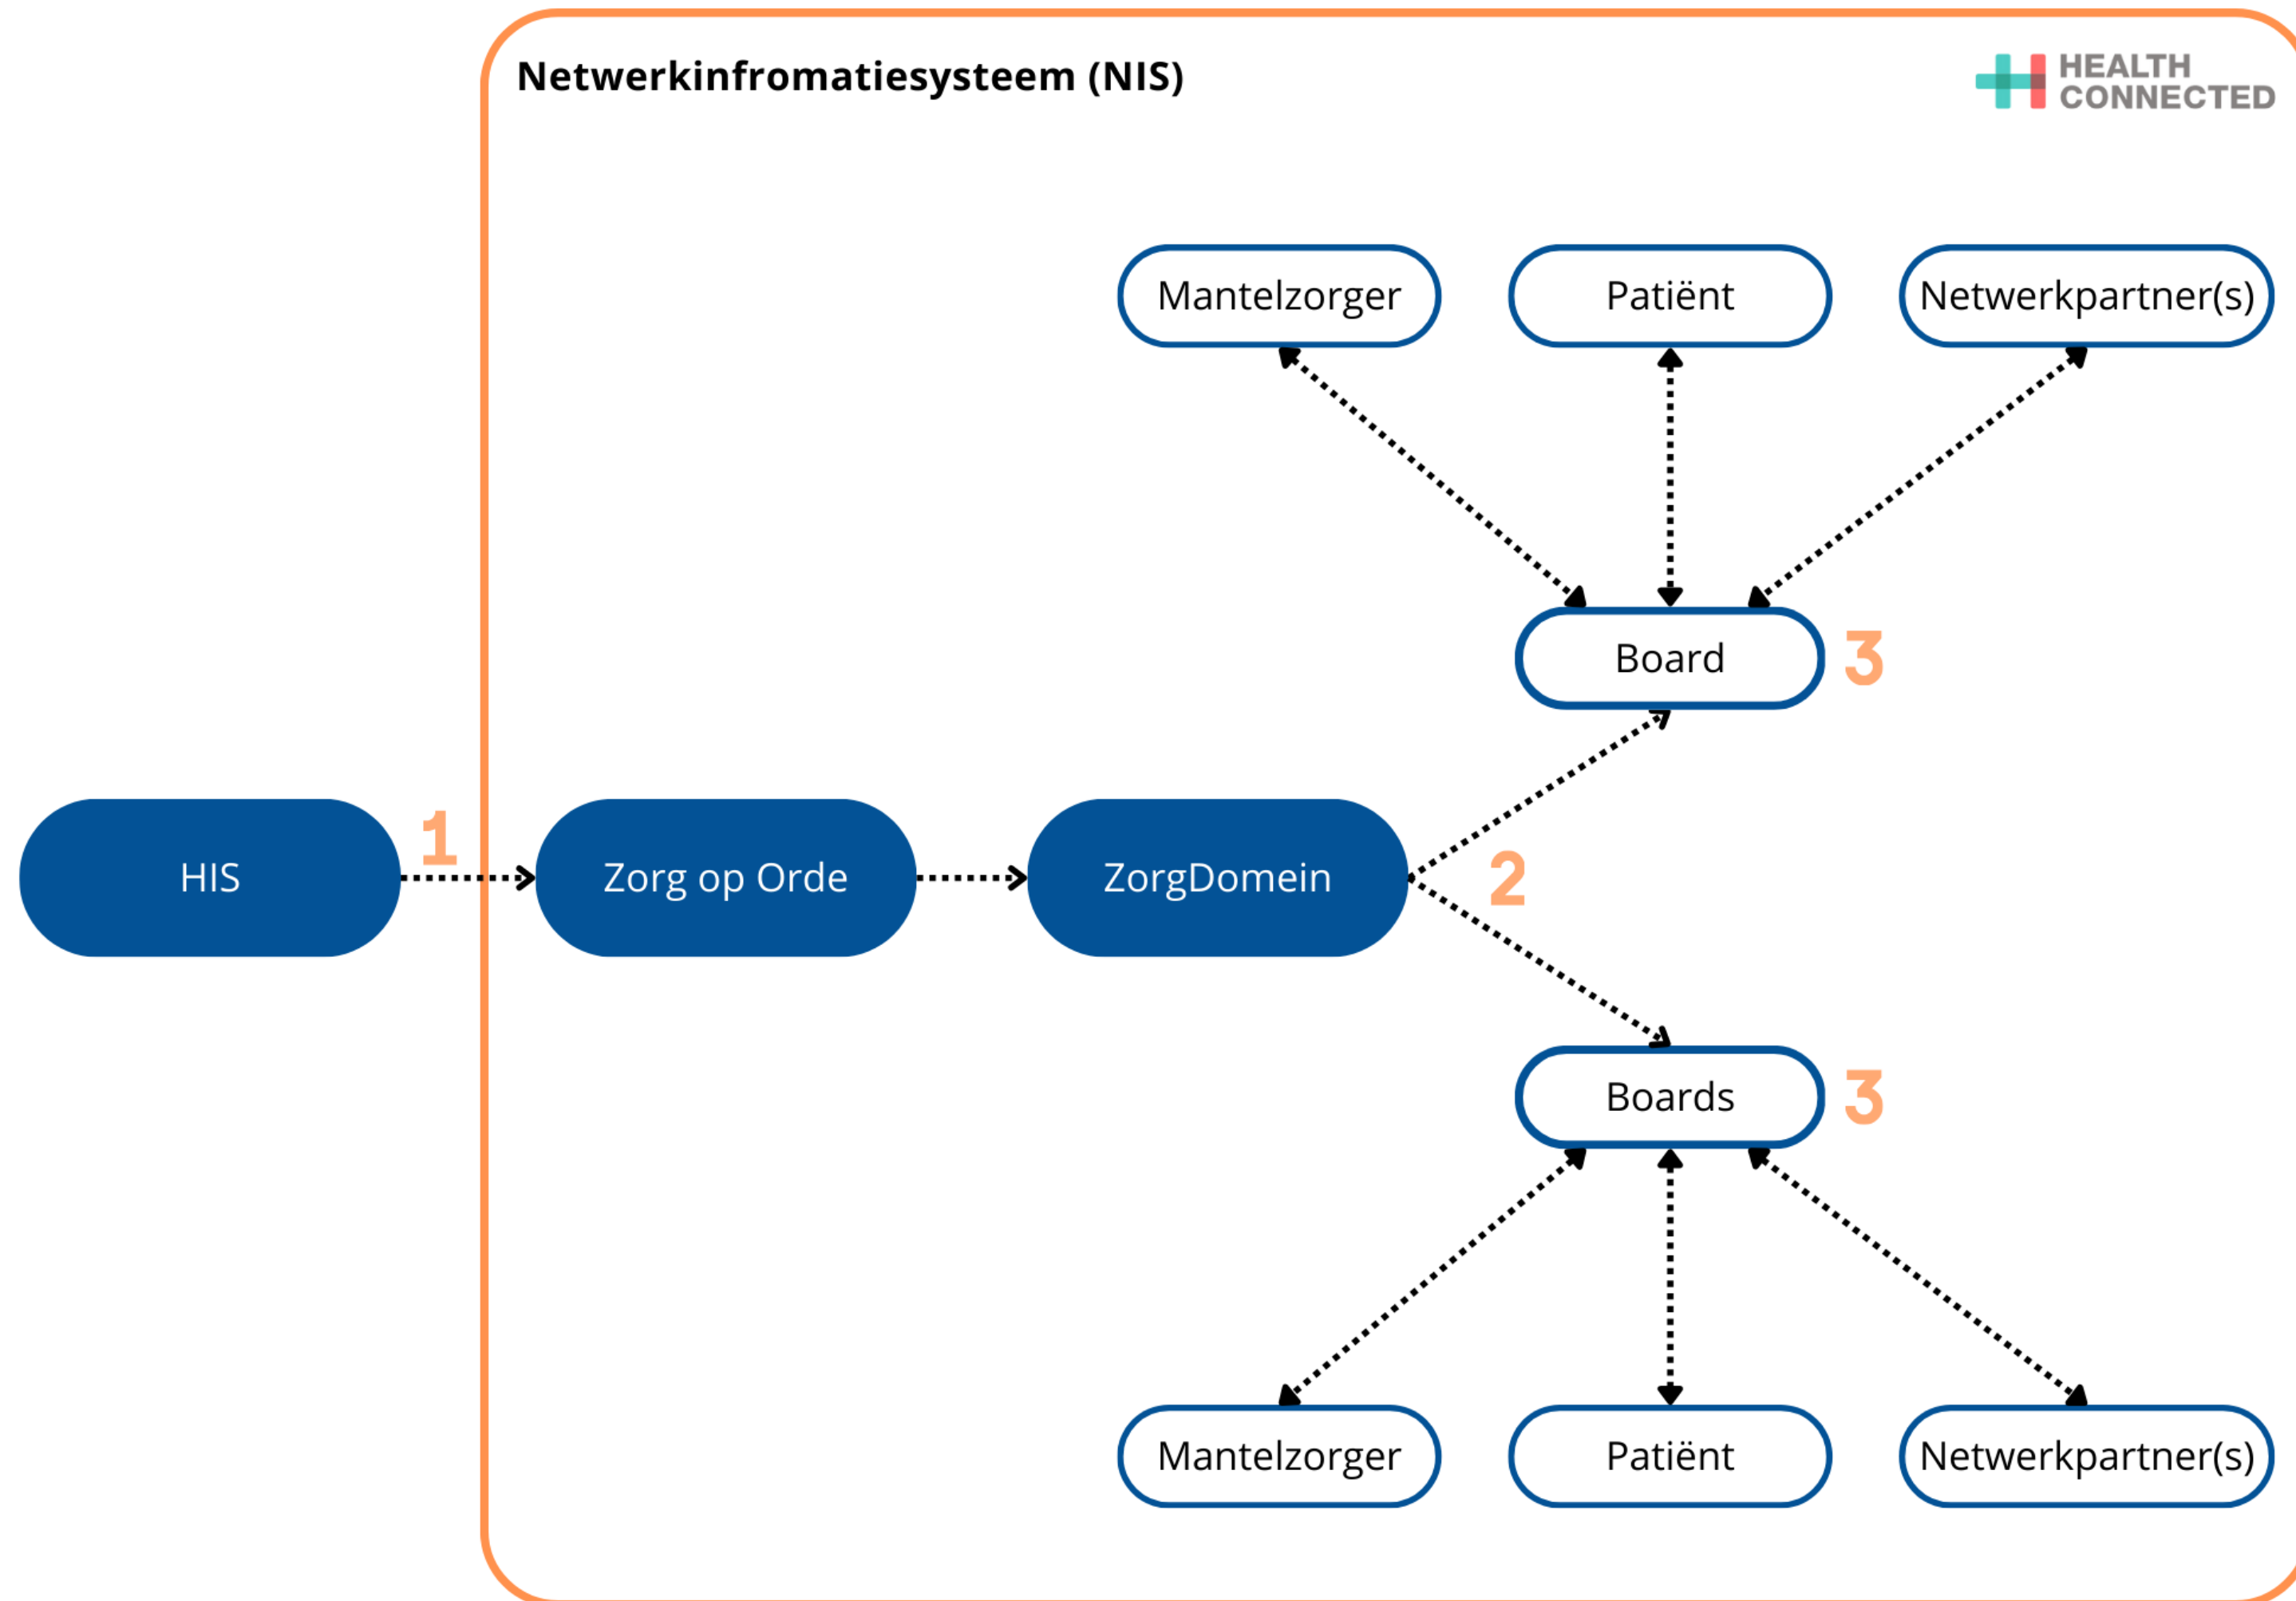 Netwerkinfromatiesysteem (NIS)
HEALTH
CONNECTED
Mantelzorger
Patiënt
Netwerkpartner(s)
Board
3
HIS
1
Zorg op Orde
ZorgDomein
2
Boards
3
Mantelzorger
Patiënt
Netwerkpartner(s)